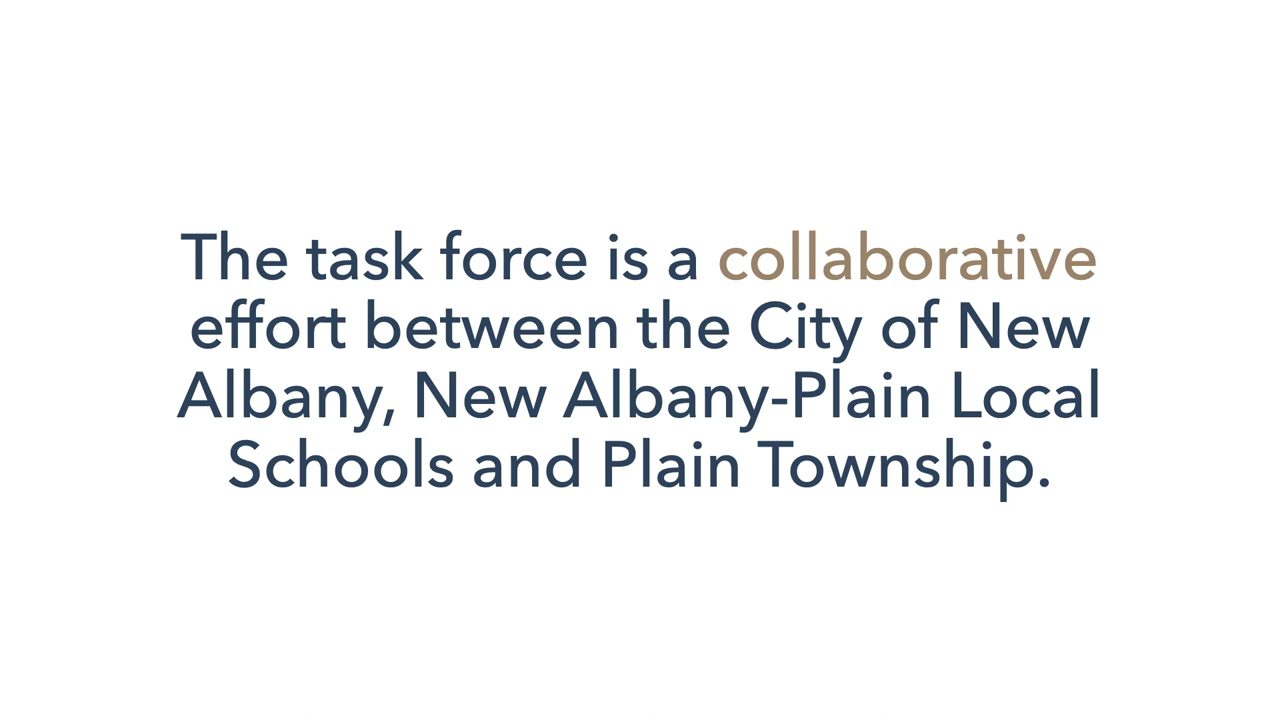 The task force is a collaborative
effort between the City of New
Albany, New Albany-Plain Local
Schools and Plain Township.